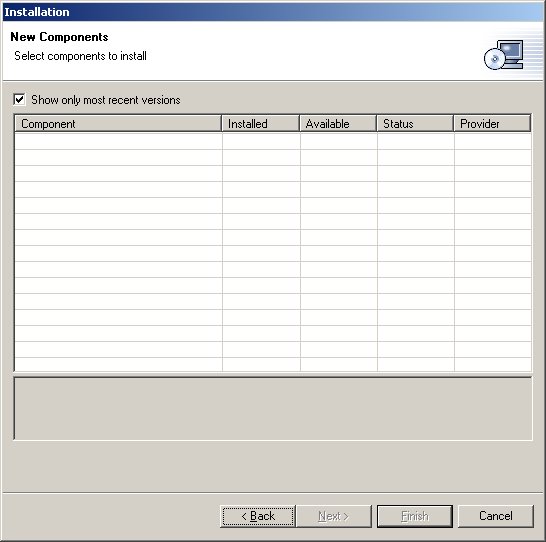 Installation
New Components
Select components to install
Show only most recent versions
Component Installed Available Status Provider
< Back Next > Finish Cancel